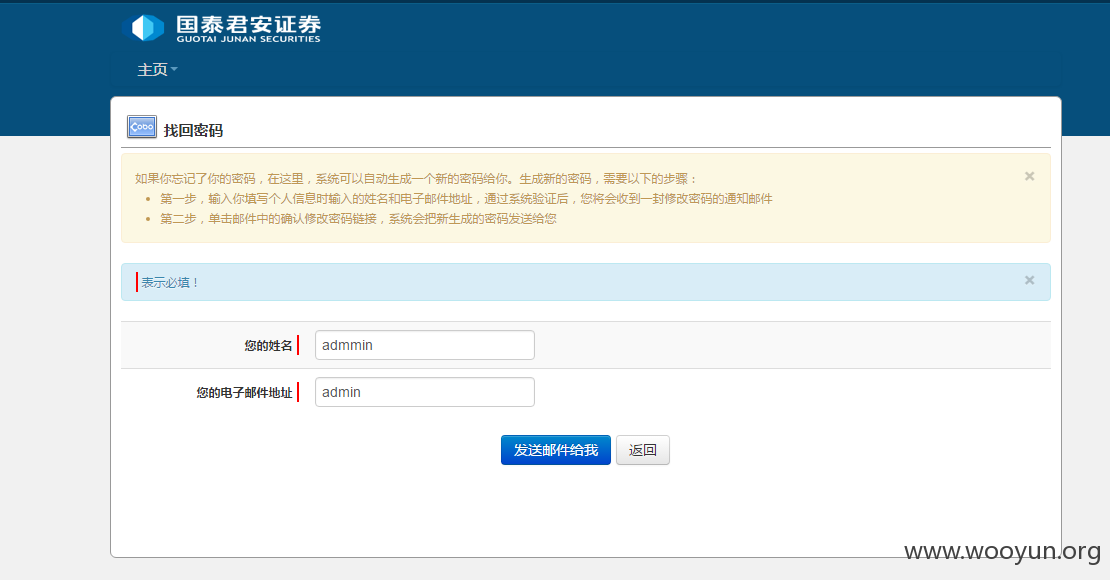 国泰君安证券
GUOTAI JUNAN SECURITIES
主页
Cobo 找回密码
如果你忘记了你的密码，在这里，系统可以自动生成一个新的密码给你。生成新的密码，需要以下的步骤：
第一步，输入你填写个人信息时输入的姓名和电子邮件地址，通过系统验证后，您将会收到一封修改密码的通知邮件
第二步，单击邮件中的确认修改密码链接，系统会把新生成的密码发送给您
表示必填！
您的姓名 admmin
您的电子邮件地址 admin
发送邮件给我 返回
www.wooyun.org